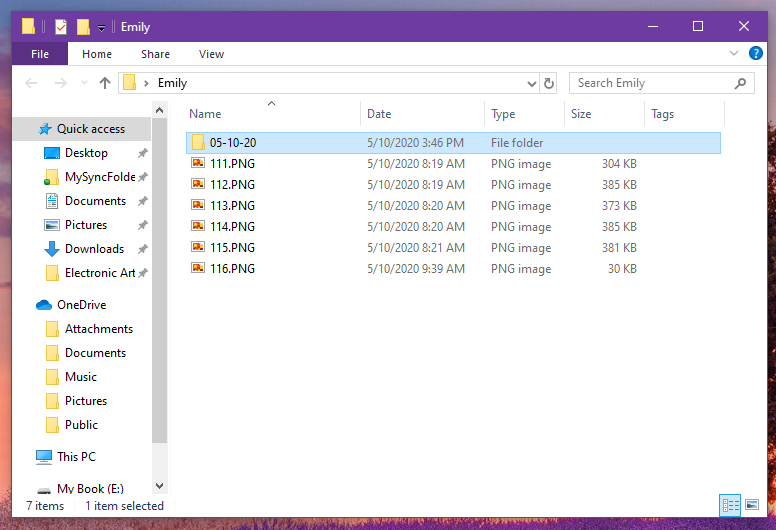 Emily
File Home Share View
Emily Search Emily
Name Date Type Size Tags
Quick access
Desktop
MySyncFolde
Documents
Pictures
Downloads
Electronic Art
OneDrive
Attachments
Documents
Music
Pictures
Public
This PC
My Book (E:)
05-10-20 5/10/2020 3:46 PM File folder
111.PNG 5/10/2020 8:19 AM PNG image 304 KB
112.PNG 5/10/2020 8:19 AM PNG image 385 KB
113.PNG 5/10/2020 8:20 AM PNG image 373 KB
114.PNG 5/10/2020 8:20 AM PNG image 385 KB
115.PNG 5/10/2020 8:21 AM PNG image 381 KB
116.PNG 5/10/2020 9:39 AM PNG image 30 KB
7 items 1 item selected